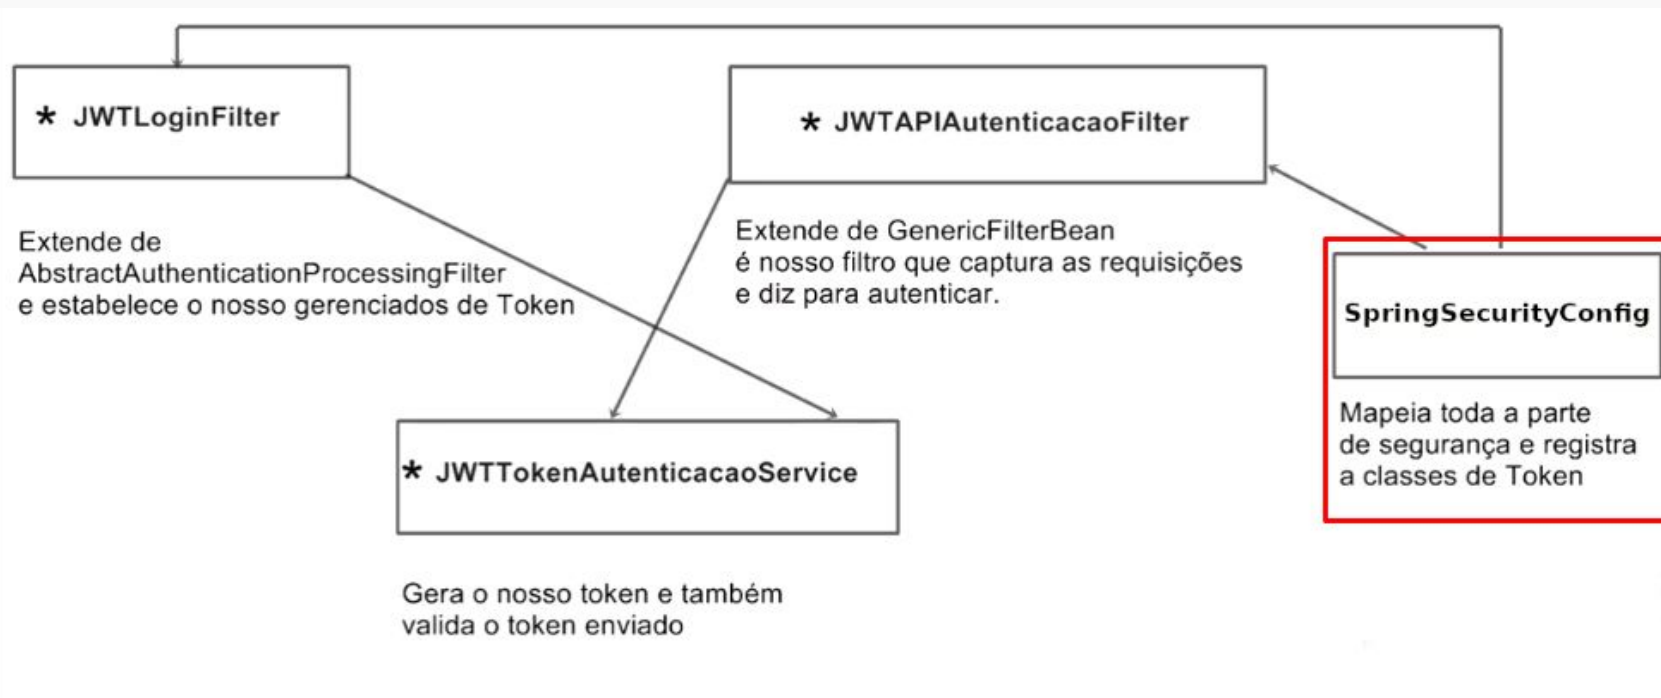 * JWTLoginFilter
Extende de
AbstractAuthenticationProcessingFilter
e estabelece o nosso gerenciados de Token
* JWTAPIAutenticacaoFilter
Extende de GenericFilterBean
é nosso filtro que captura as requisições
e diz para autenticar.
SpringSecurityConfig
Mapeia toda a parte
de segurança e registra
a classes de Token
* JWTTokenAutenticacaoService
Gera o nosso token e também
valida o token enviado